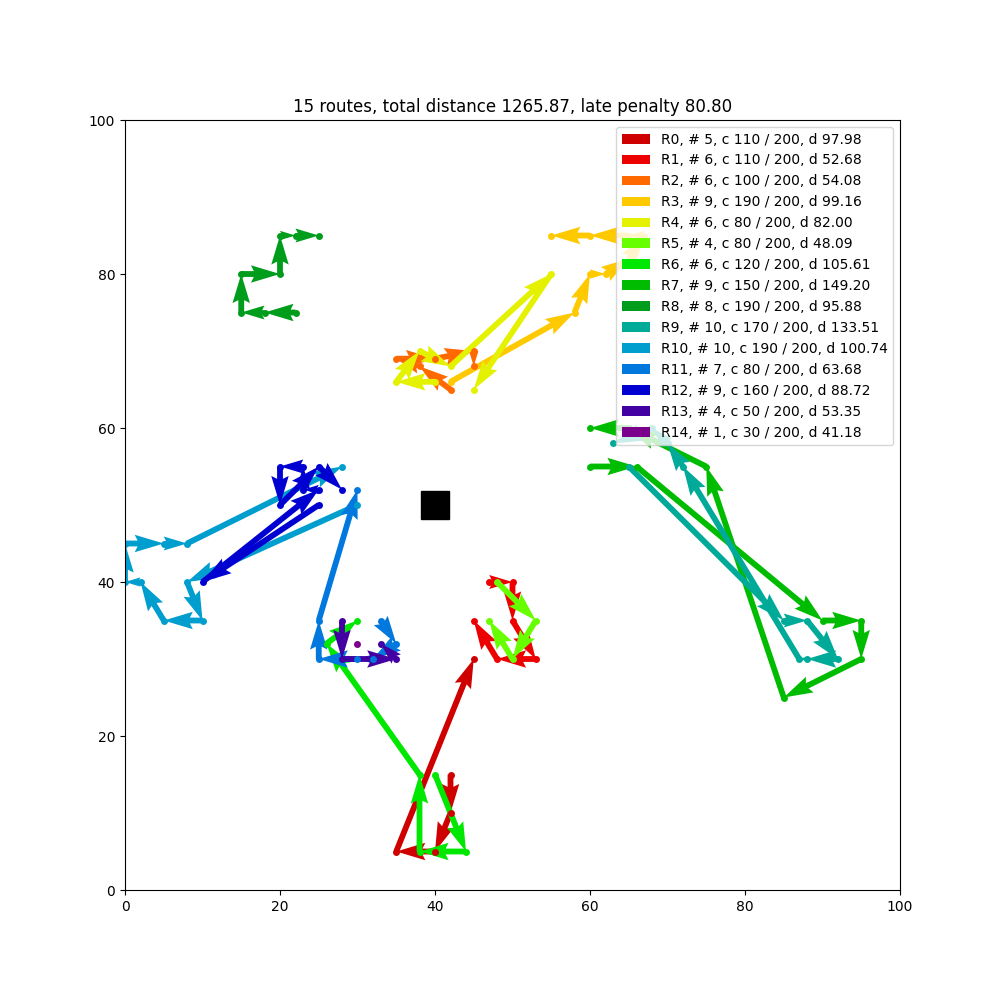 15 routes, total distance 1265.87, late penalty 80.80
100
80
60
40
20
0
0 20 40 60 80 100
R0, # 5, c 110 / 200, d 97.98
R1, # 6, c 110 / 200, d 52.68
R2, # 6, c 100 / 200, d 54.08
R3, # 9, c 190 / 200, d 99.16
R4, # 6, c 80 / 200, d 82.00
R5, # 4, c 80 / 200, d 48.09
R6, # 6, c 120 / 200, d 105.61
R7, # 9, c 150 / 200, d 149.20
R8, # 8, c 190 / 200, d 95.88
R9, # 10, c 170 / 200, d 133.51
R10, # 10, c 190 / 200, d 100.74
R11, # 7, c 80 / 200, d 63.68
R12, # 9, c 160 / 200, d 88.72
R13, # 4, c 50 / 200, d 53.35
R14, # 1, c 30 / 200, d 41.18